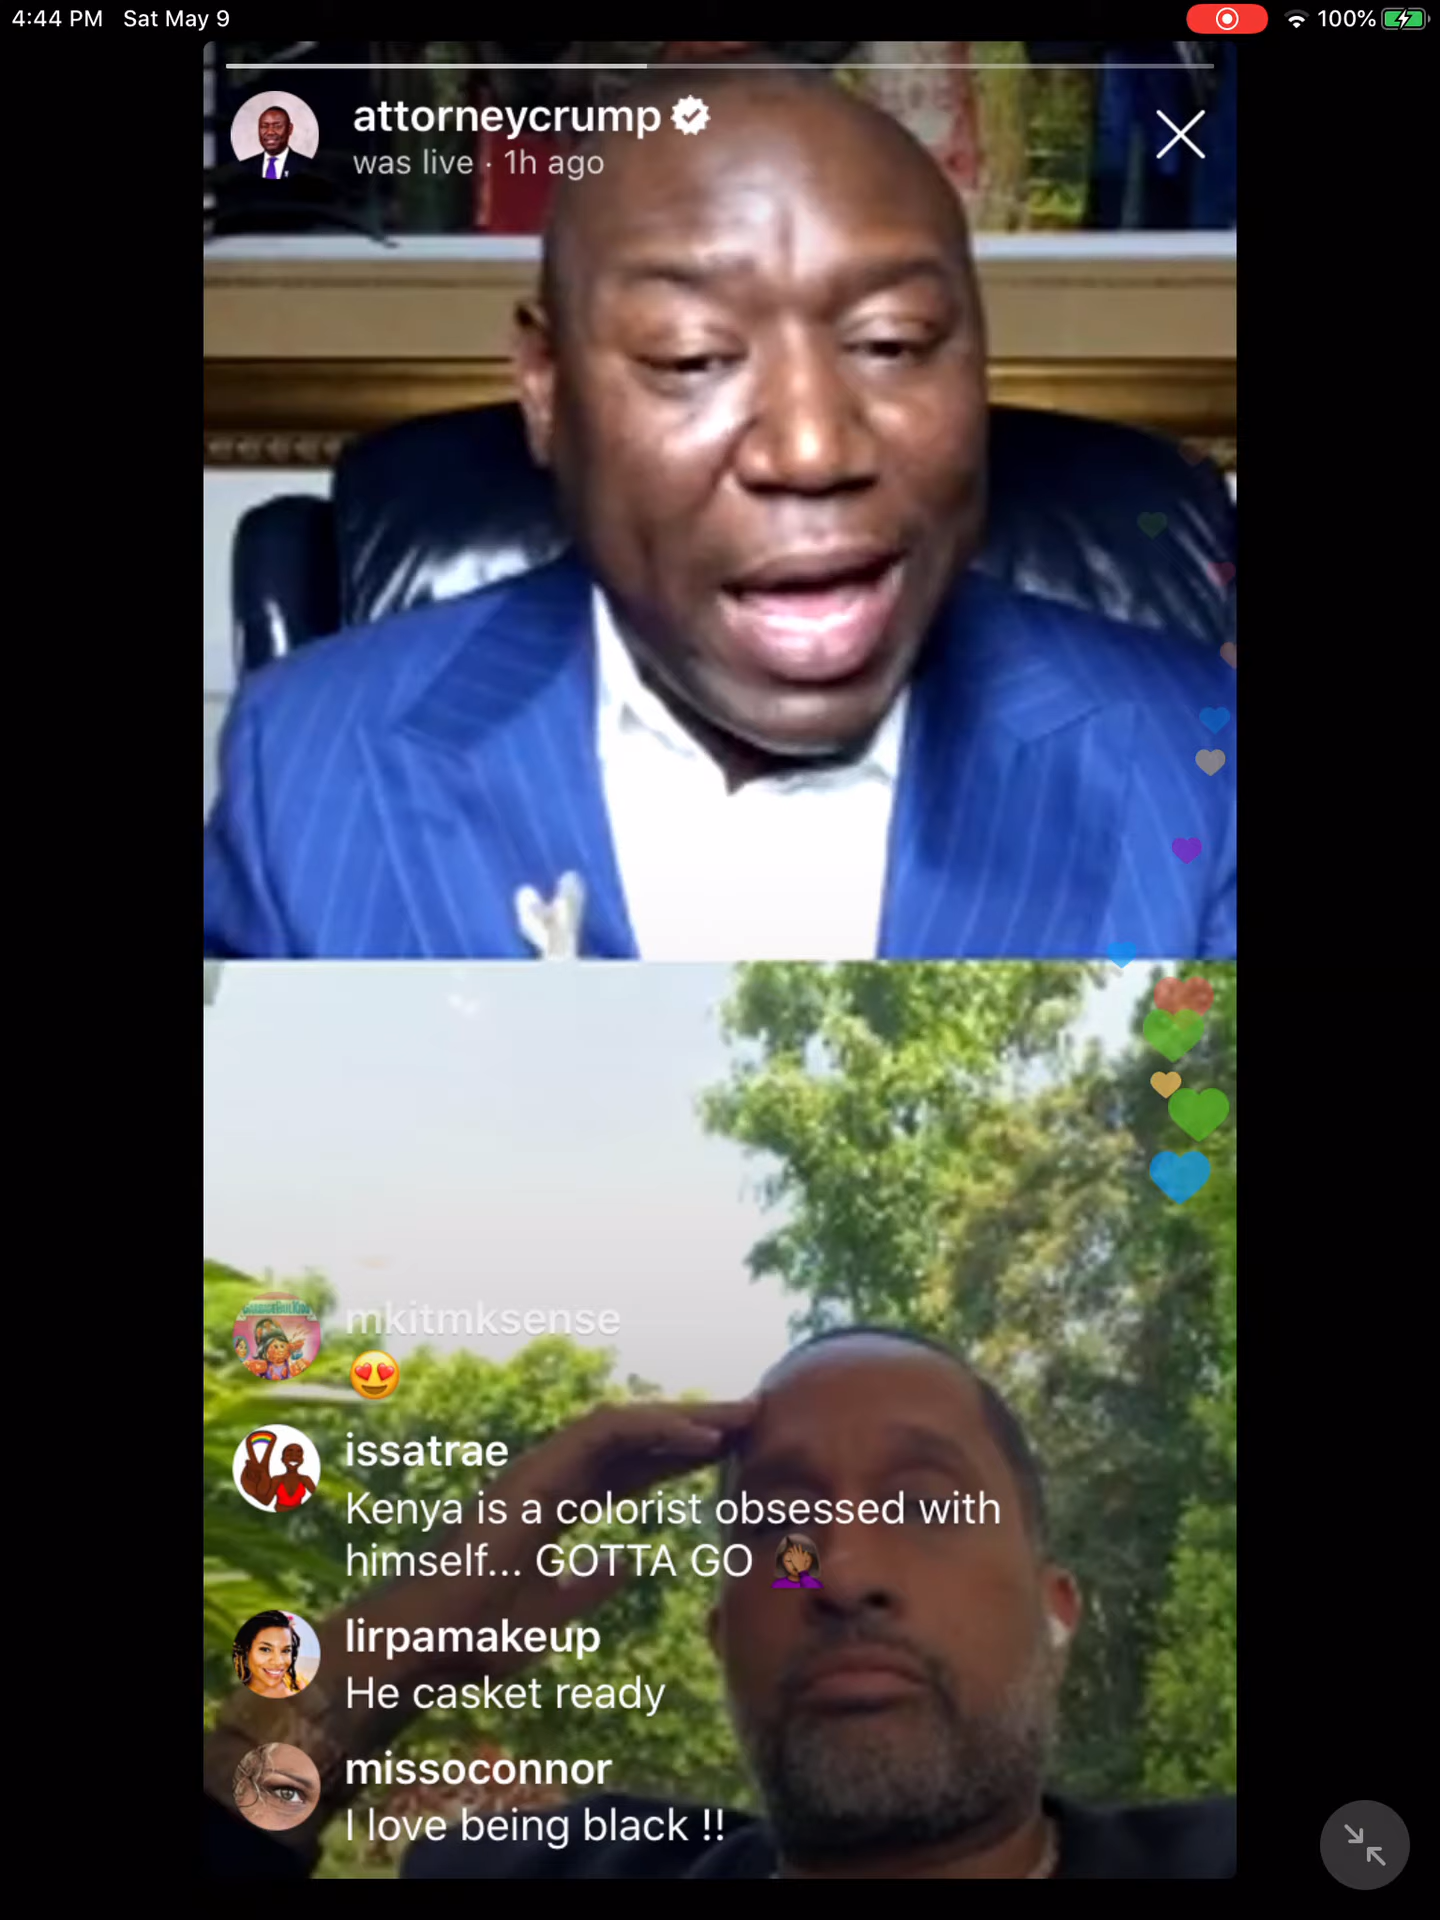 4:44 PM Sat May 9
100%
attorneycrump
was live · 1h ago
mkitmksense
😍
issatrae
Kenya is a colorist obsessed with
himself... GOTTA GO 🤦🏾‍♀️
lirpamakeup
He casket ready
missoconnor
I love being black !!